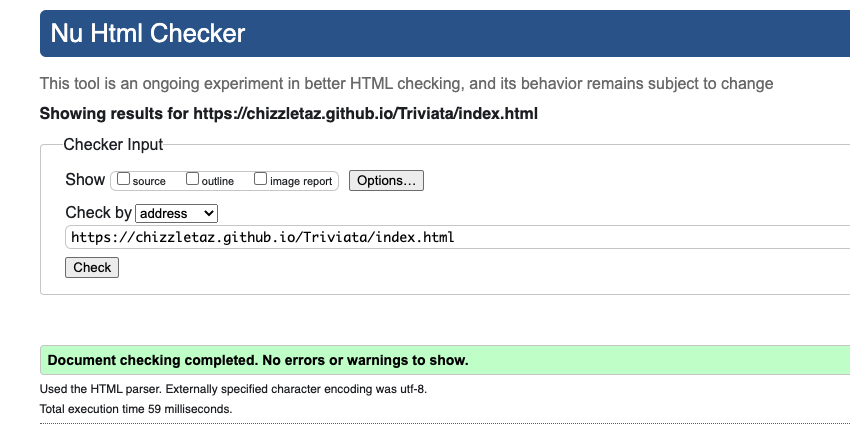 Nu Html Checker
This tool is an ongoing experiment in better HTML checking, and its behavior remains subject to change
Showing results for https://chizzletaz.github.io/Triviata/index.html
Checker Input
Show source outline image report Options...
Check by address
https://chizzletaz.github.io/Triviata/index.html
Check
Document checking completed. No errors or warnings to show.
Used the HTML parser. Externally specified character encoding was utf-8.
Total execution time 59 milliseconds.